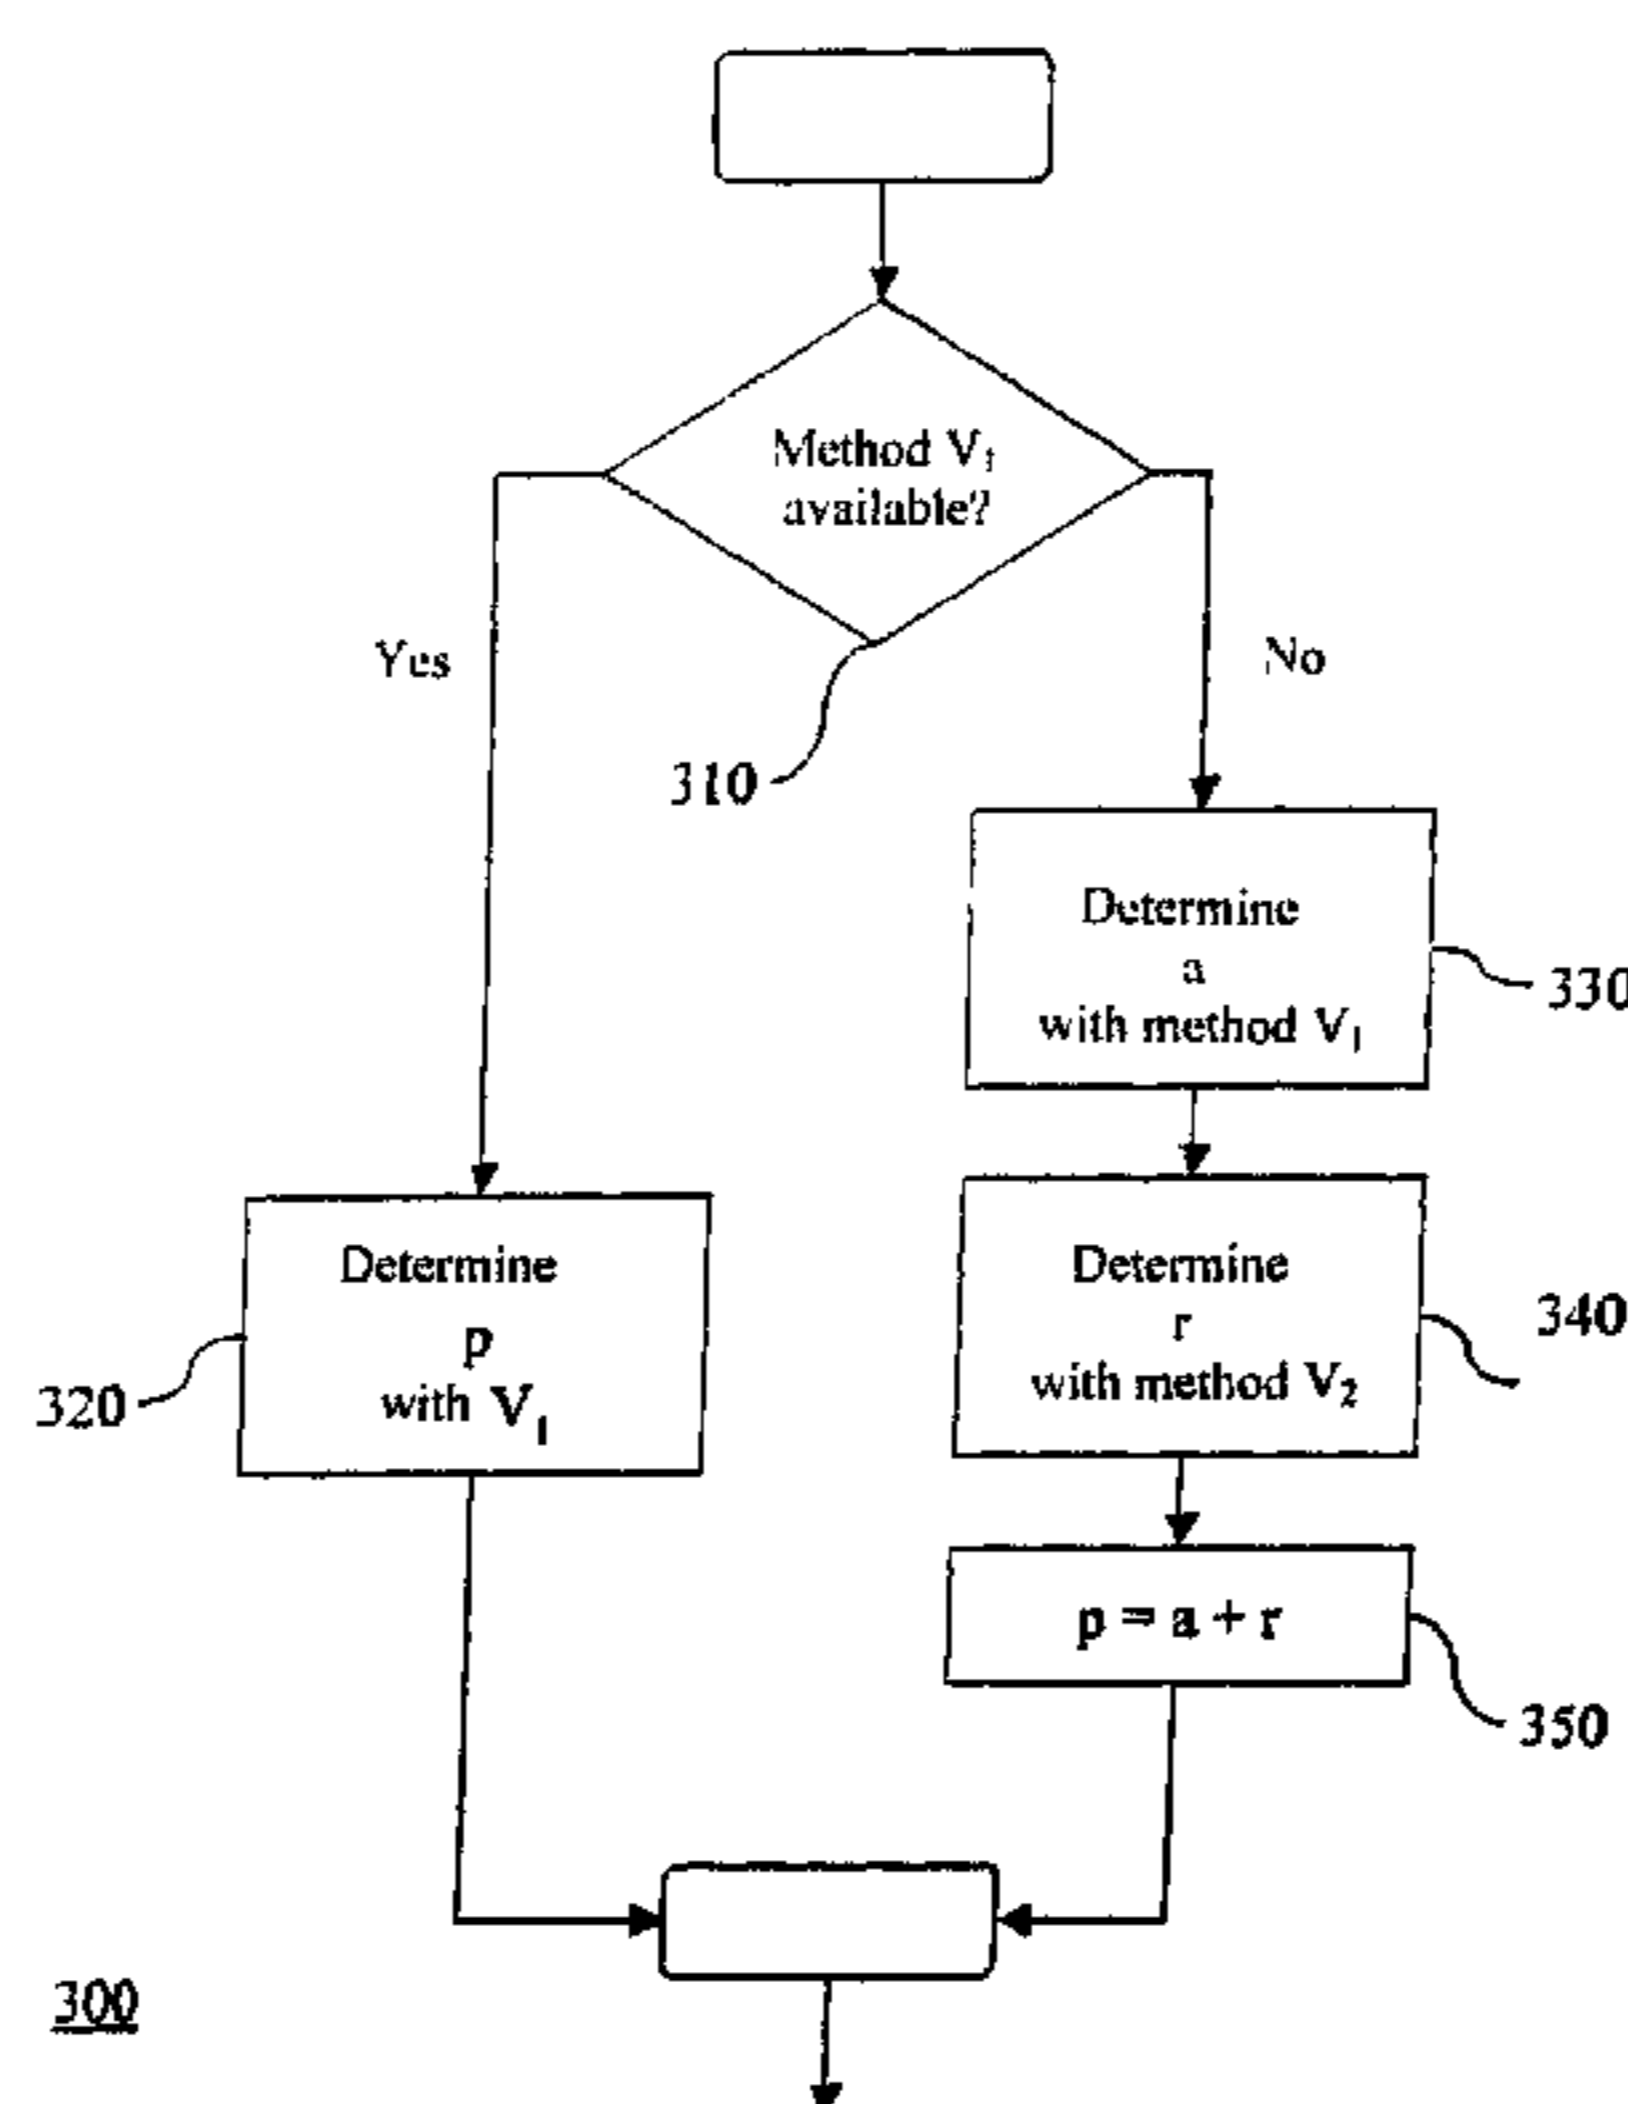 Method V₁
available?
Yes
No
310
Determine
a
with method V₁
330
Determine
r
with method V₂
340
Determine
p
with V₁
320
p = a + r
350
300